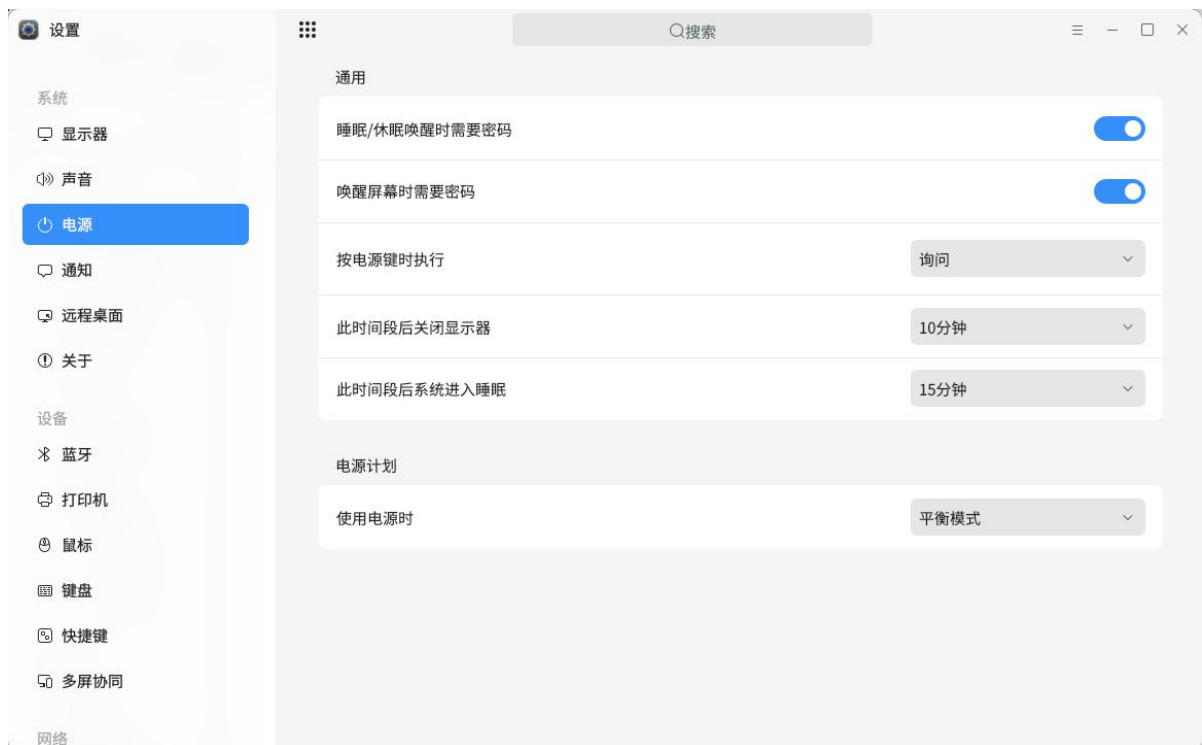 设置
搜索
系统
显示器
声音
电源
通知
远程桌面
关于
设备
蓝牙
打印机
鼠标
键盘
快捷键
多屏协同
网络
通用
睡眠/休眠唤醒时需要密码
唤醒屏幕时需要密码
按电源键时执行 询问
此时间段后关闭显示器 10分钟
此时间段后系统进入睡眠 15分钟
电源计划
使用电源时 平衡模式